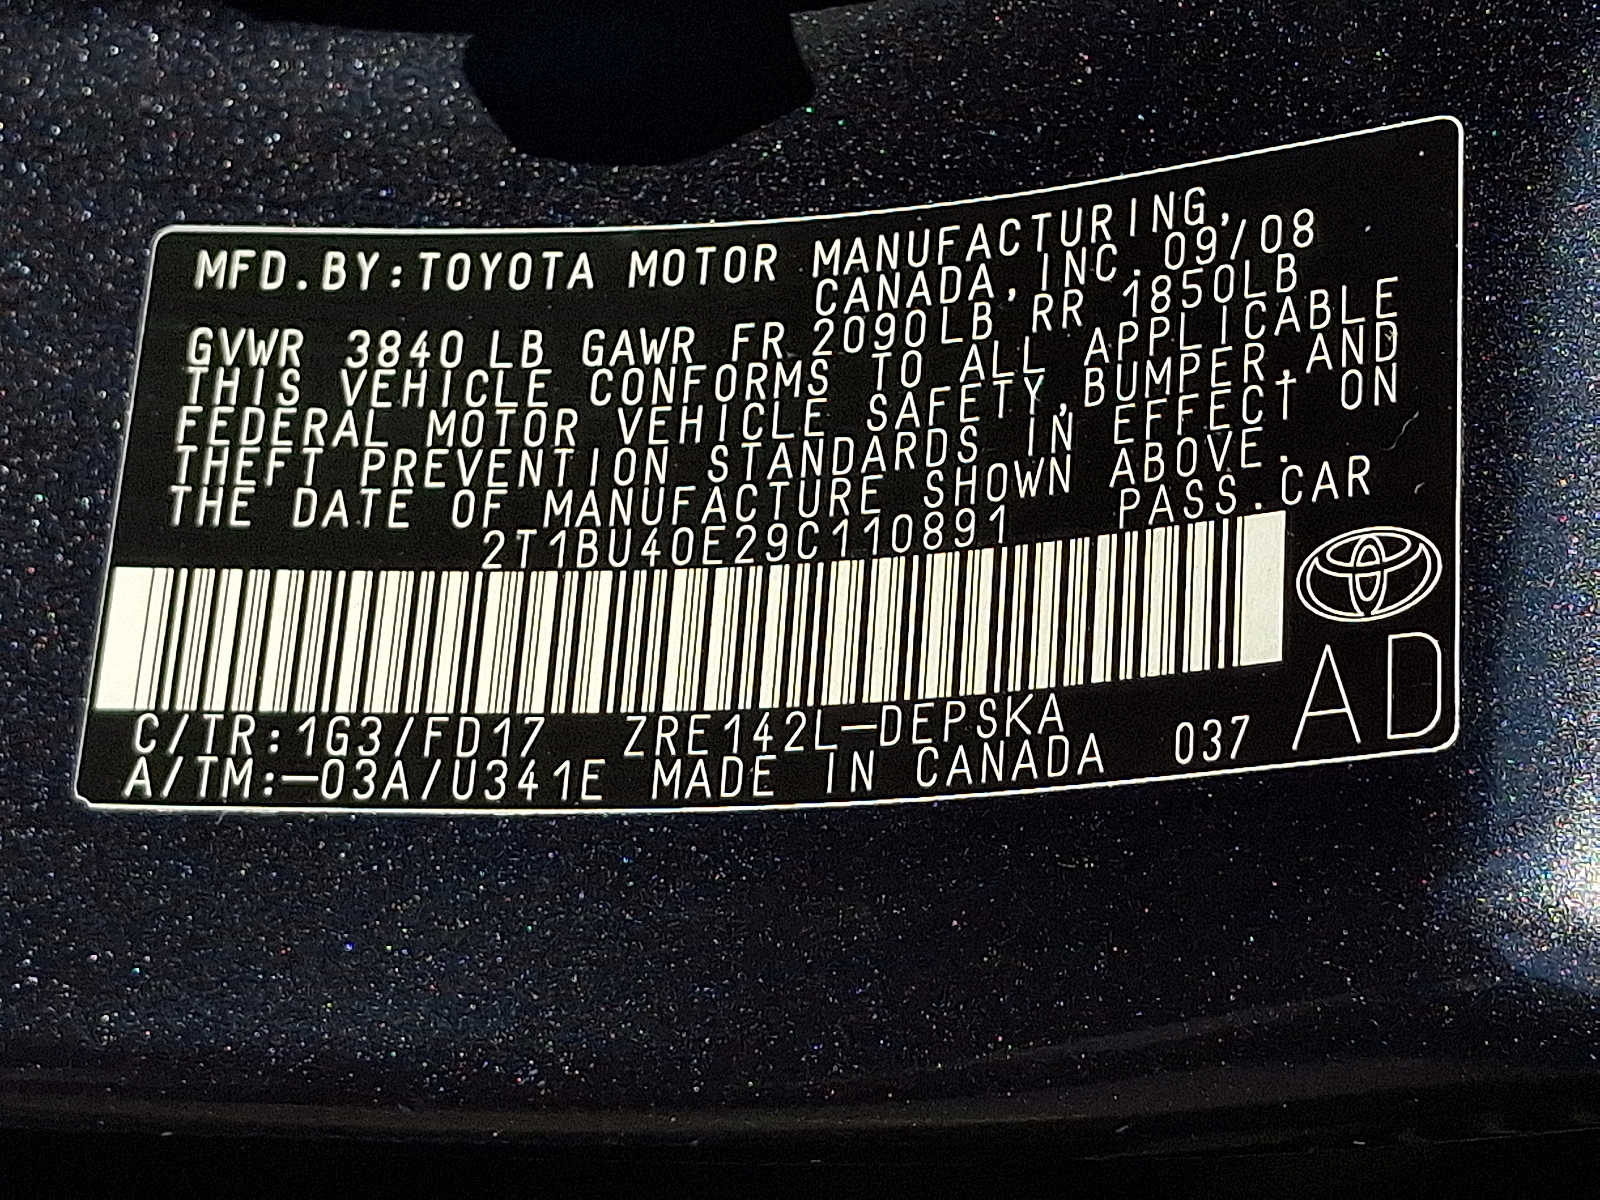 MFD.BY:TOYOTA MOTOR MANUFACTURING,
CANADA,INC. 09/08
GVWR 3840 LB GAWR FR 2090LB RR 1850LB
THIS VEHICLE CONFORMS TO ALL APPLICABLE
FEDERAL MOTOR VEHICLE SAFETY,BUMPER,AND
THEFT PREVENTION STANDARDS IN EFFECT ON
THE DATE OF MANUFACTURE SHOWN ABOVE.
2T1BU40E29C110891 PASS.CAR
C/TR:1G3/FD17 ZRE142L-DEPSKA
A/TM:-03A/U341E MADE IN CANADA 037
AD